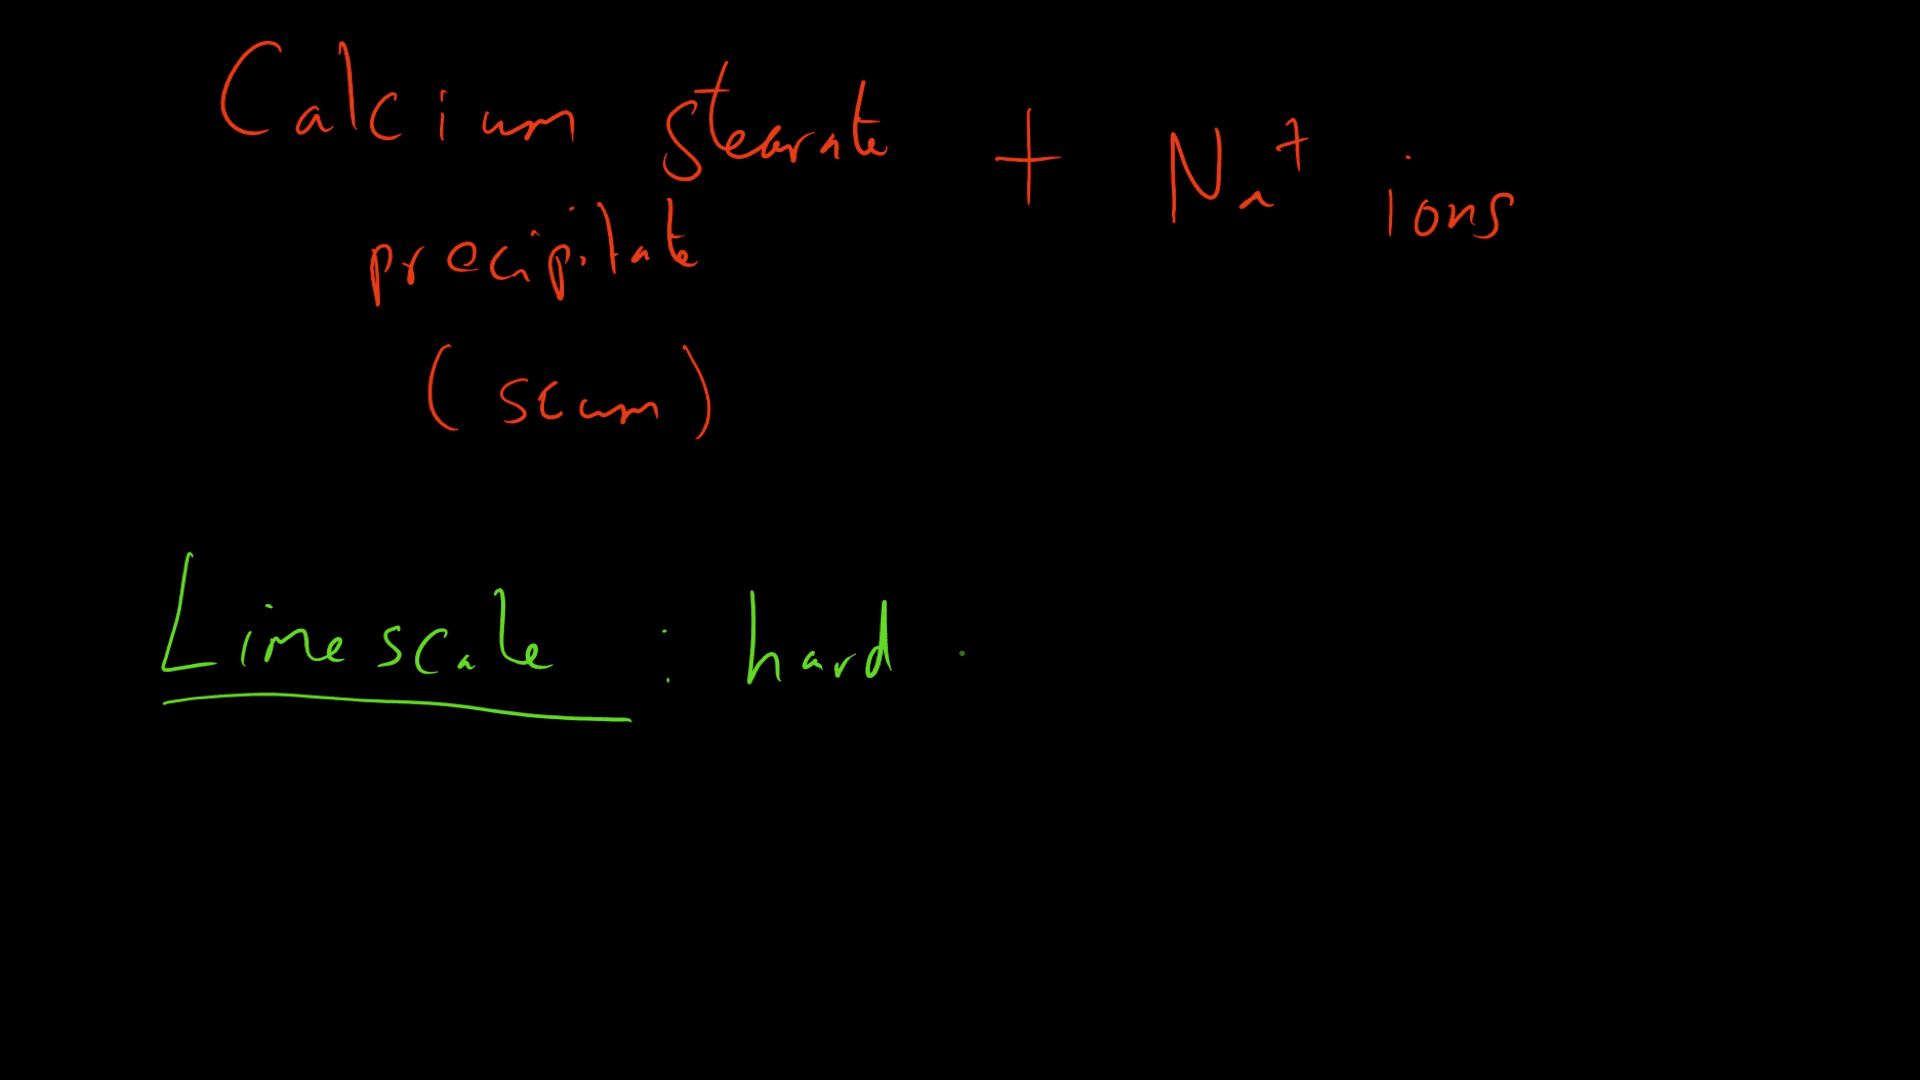 Calcium stearate + Na⁺ ions
precipitate
(scum)
Limescale : hard